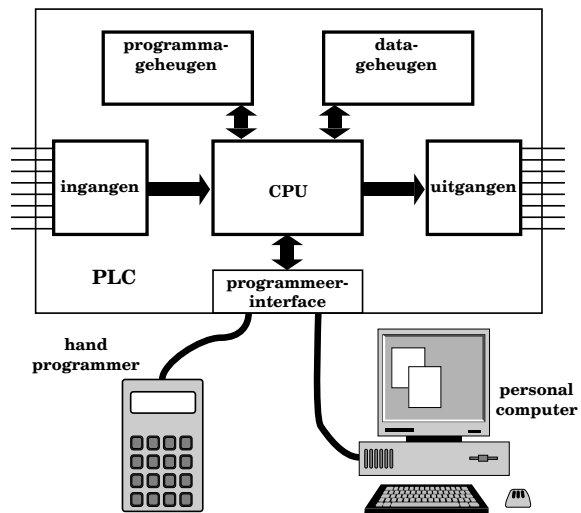 programma-
geheugen
data-
geheugen
ingangen
CPU
uitgangen
PLC
programmeer-
interface
hand
programmer
personal
computer